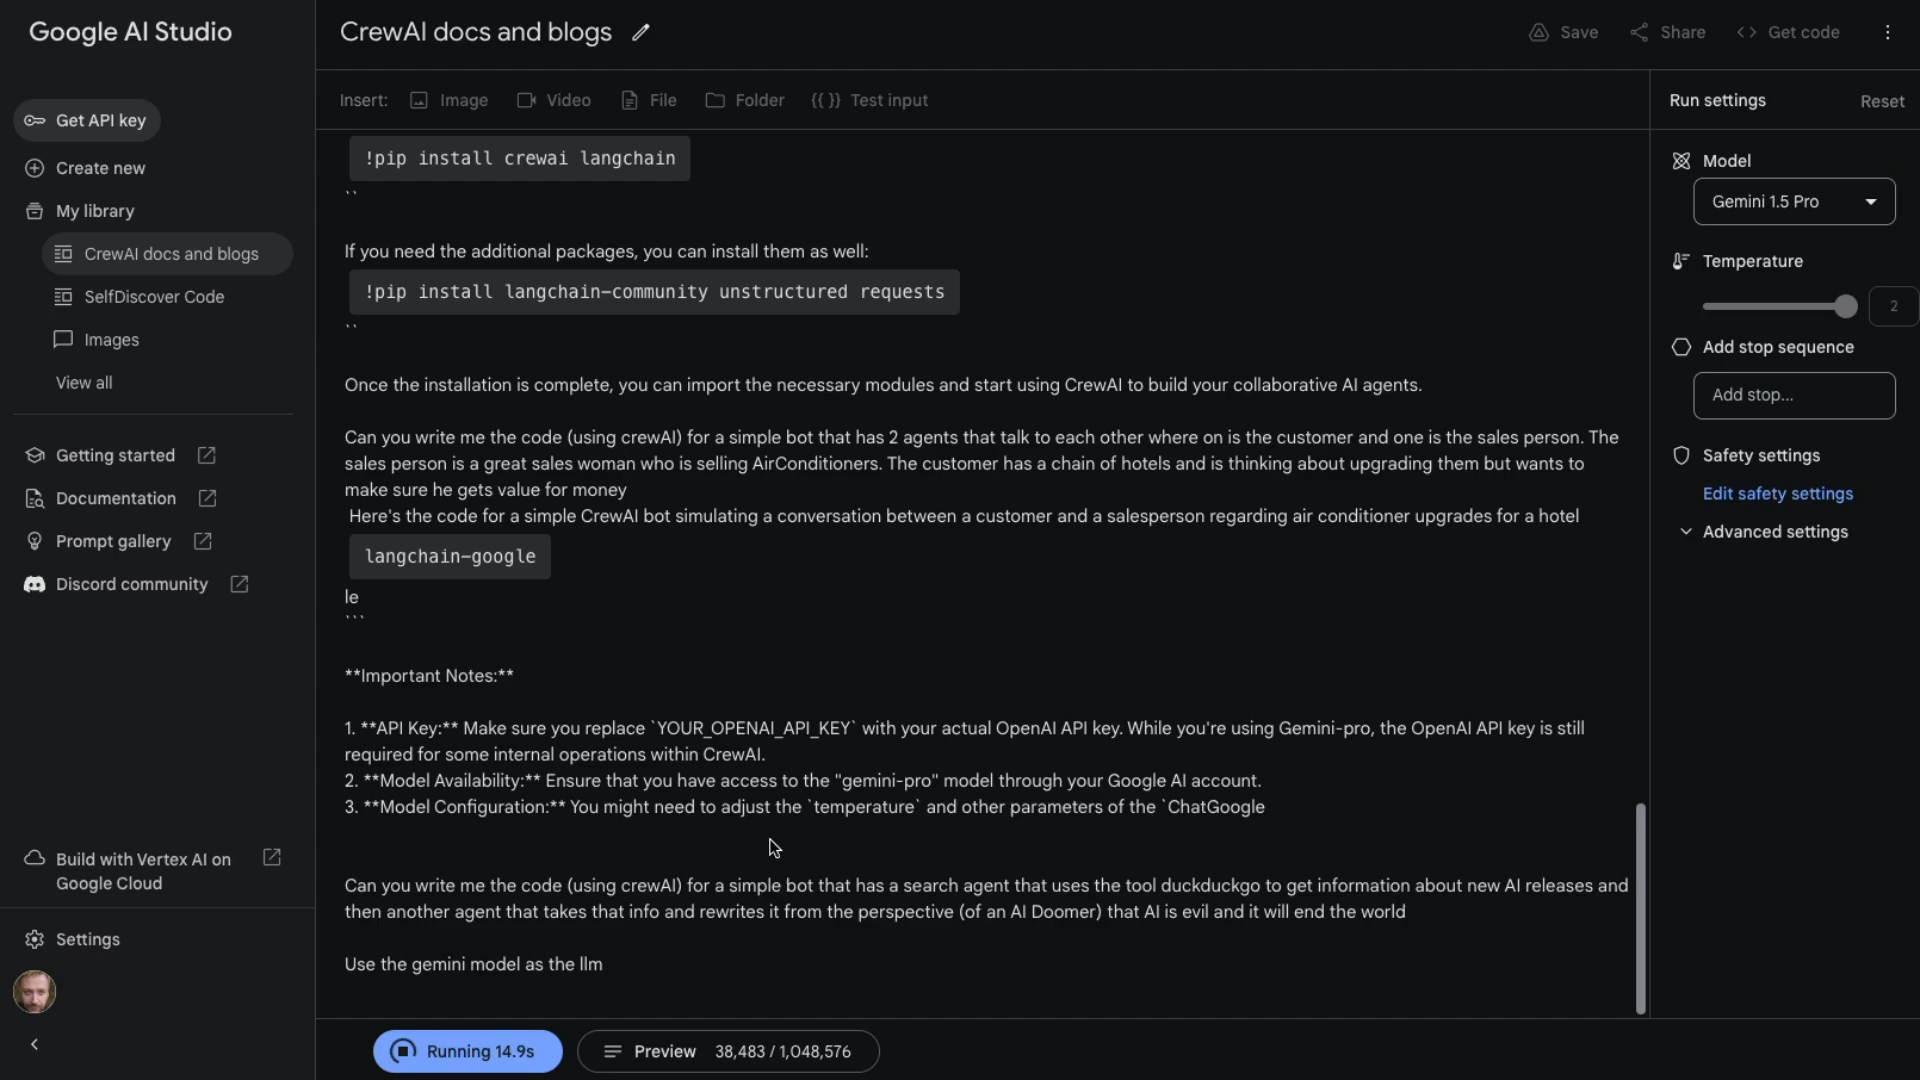 Google AI Studio
CrewAI docs and blogs
Save
Share
Get code
Get API key
Create new
My library
CrewAI docs and blogs
SelfDiscover Code
Images
View all
Getting started
Documentation
Prompt gallery
Discord community
Build with Vertex AI on
Google Cloud
Settings
Insert:
Image
Video
File
Folder
{{ }} Test input
!pip install crewai langchain
``
If you need the additional packages, you can install them as well:
!pip install langchain-community unstructured requests
``
Once the installation is complete, you can import the necessary modules and start using CrewAI to build your collaborative AI agents.
Can you write me the code (using crewAI) for a simple bot that has 2 agents that talk to each other where on is the customer and one is the sales person. The
sales person is a great sales woman who is selling AirConditioners. The customer has a chain of hotels and is thinking about upgrading them but wants to
make sure he gets value for money
Here's the code for a simple CrewAI bot simulating a conversation between a customer and a salesperson regarding air conditioner upgrades for a hotel
langchain-google
le
```
**Important Notes:**
1. **API Key:** Make sure you replace `YOUR_OPENAI_API_KEY` with your actual OpenAI API key. While you're using Gemini-pro, the OpenAI API key is still
required for some internal operations within CrewAI.
2. **Model Availability:** Ensure that you have access to the "gemini-pro" model through your Google AI account.
3. **Model Configuration:** You might need to adjust the `temperature` and other parameters of the `ChatGoogle
Can you write me the code (using crewAI) for a simple bot that has a search agent that uses the tool duckduckgo to get information about new AI releases and
then another agent that takes that info and rewrites it from the perspective (of an AI Doomer) that AI is evil and it will end the world
Use the gemini model as the llm
Running 14.9s
Preview 38,483 / 1,048,576
Run settings
Reset
Model
Gemini 1.5 Pro
Temperature
2
Add stop sequence
Add stop...
Safety settings
Edit safety settings
Advanced settings